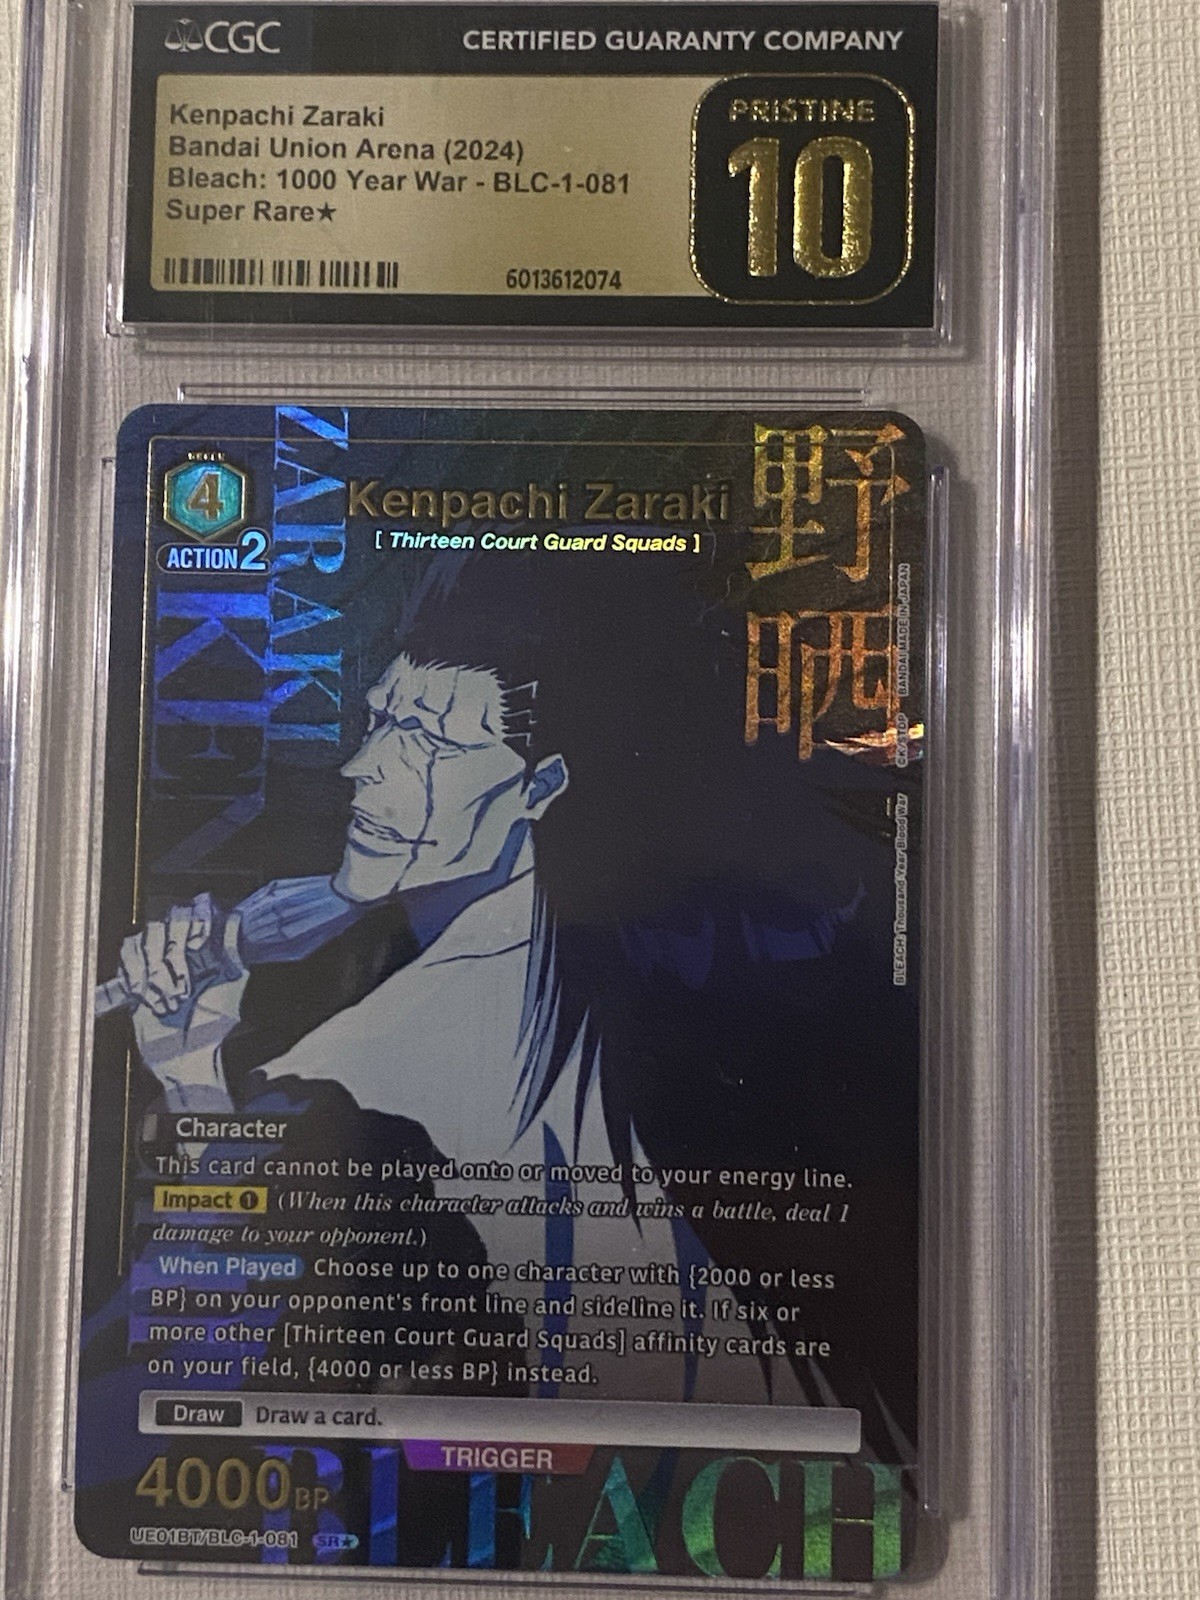 CGC
CERTIFIED GUARANTY COMPANY
Kenpachi Zaraki
Bandai Union Arena (2024)
Bleach: 1000 Year War - BLC-1-081
Super Rare★
6013612074
PRISTINE
10
4
ACTION 2
ZARAKI
KEN
Kenpachi Zaraki
[ Thirteen Court Guard Squads ]
野晒
BANDAI MADE IN JAPAN
BLEACH: Thousand-Year Blood War
Character
This card cannot be played onto or moved to your energy line.
Impact 1 (When this character attacks and wins a battle, deal 1
damage to your opponent.)
When Played Choose up to one character with {2000 or less
BP} on your opponent's front line and sideline it. If six or
more other [Thirteen Court Guard Squads] affinity cards are
on your field, {4000 or less BP} instead.
Draw Draw a card.
TRIGGER
4000 BP
BLEACH
UE01BT/BLC-1-081 SR★